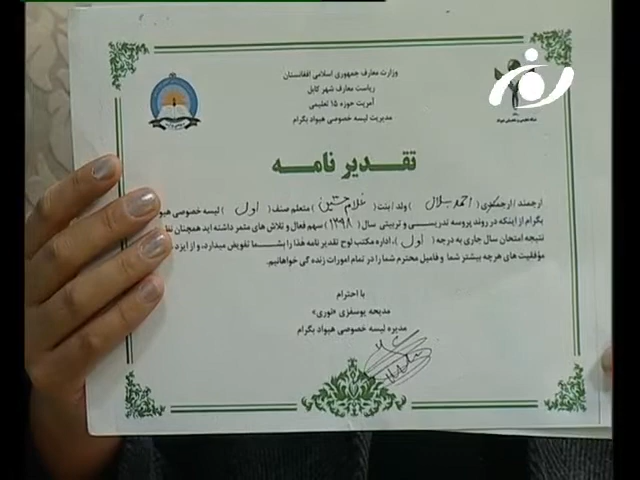 وزارت معارف جمهوری اسلامی افغانستان
ریاست معارف شهر کابل
آمریت حوزه ۱۵ تعلیمی
مدیریت لیسه خصوصی هیواد بگرام
تقدیر نامه
ارجمند/ارجمندی( احمد بلال ) ولد/بنت( غلام حسین ) متعلم صنف( اول ) لیسه خصوصی
بگرام از اینکه در روند پروسه تدریسی و تربیتی سال( ۱۳۹۸ ) سهم فعال و تلاش های مثمر داشته اید همچنان
نتیجه امتحان سال جاری به درجه ( اول )، اداره مکتب لوح تقدیر نامه هذا را بشما تفویض میدارد، و از ایزد
مؤفقیت های هرچه بیشتر شما و فامیل محترم شما را در تمام امورات زنده گی خواهانیم.
با احترام
مدیحه یوسفزی «نوری»
مدیره لیسه خصوصی هیواد بگرام